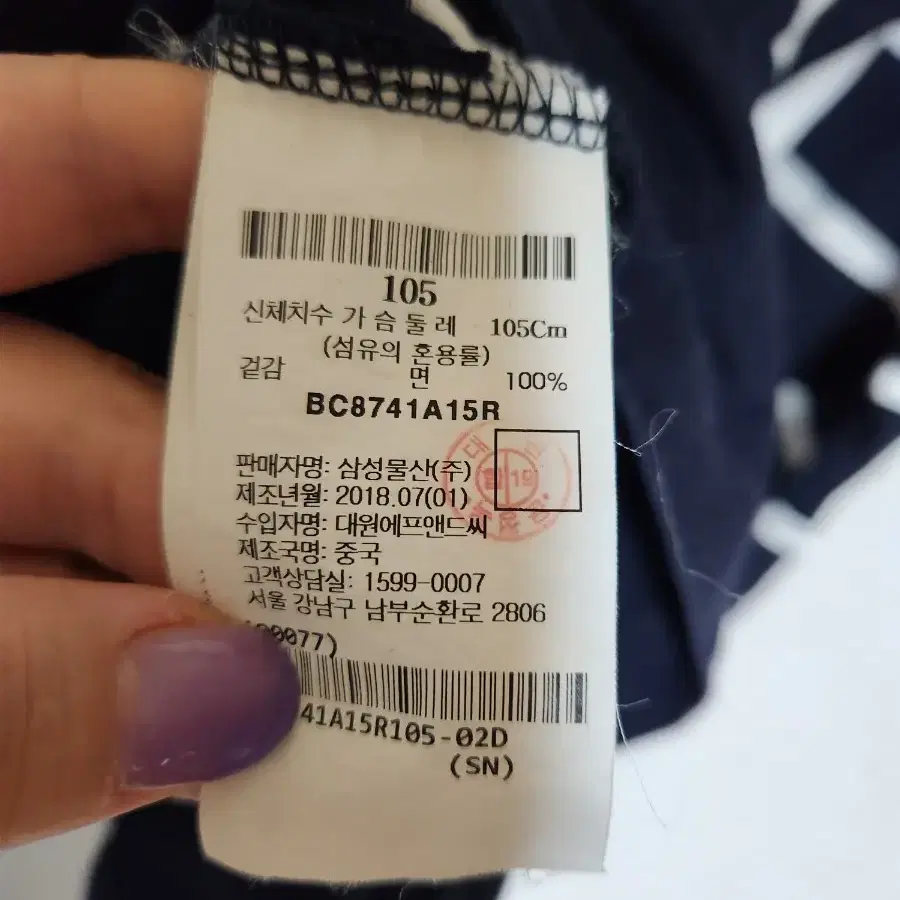 105
신체치수 가 슴 둘 레 105Cm
(섬유의 혼용률)
겉감 면 100%
BC8741A15R
판매자명: 삼성물산(주)
제조년월: 2018.07(01)
수입자명: 대원에프앤드씨
제조국명: 중국
고객상담실: 1599-0007
서울 강남구 남부순환로 2806
0077)
41A15R105-02D
(SN)